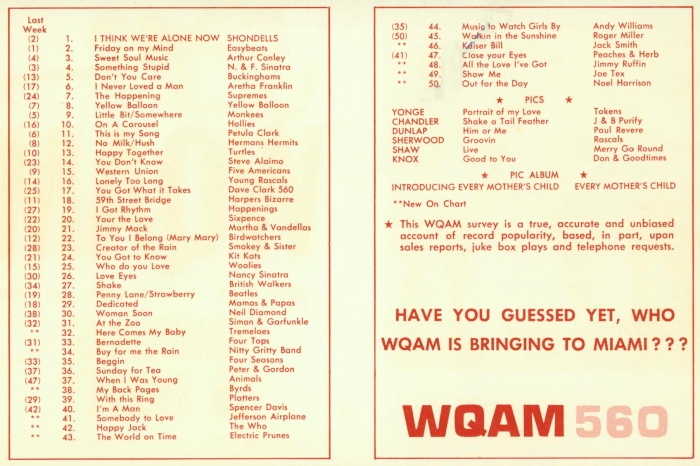 Last
Week
(2) 1. I THINK WE'RE ALONE NOW SHONDELLS
(1) 2. Friday on my Mind Easybeats
(4) 3. Sweet Soul Music Arthur Conley
(3) 4. Something Stupid N. & F. Sinatra
(13) 5. Don't You Care Buckinghams
(17) 6. I Never Loved a Man Aretha Franklin
(24) 7. The Happening Supremes
(7) 8. Yellow Balloon Yellow Balloon
(5) 9. Little Bit/Somewhere Monkees
(16) 10. On A Carousel Hollies
(6) 11. This is my Song Petula Clark
(8) 12. No Milk/Hush Hermans Hermits
(10) 13. Happy Together Turtles
(23) 14. You Don't Know Steve Alaimo
(9) 15. Western Union Five Americans
(14) 16. Lonely Too Long Young Rascals
(25) 17. You Got What it Takes Dave Clark 560
(11) 18. 59th Street Bridge Harpers Bizarre
(27) 19. I Got Rhythm Happenings
(22) 20. Your the Love Sixpence
(20) 21. Jimmy Mack Martha & Vandellas
(12) 22. To You I Belong (Mary Mary) Birdwatchers
(28) 23. Creator of the Rain Smokey & Sister
(21) 24. You Got to Know Kit Kats
(15) 25. Who do you Love Woolies
(30) 26. Love Eyes Nancy Sinatra
(34) 27. Shake British Walkers
(19) 28. Penny Lane/Strawberry Beatles
(18) 29. Dedicated Mamas & Papas
(38) 30. Woman Soon Neil Diamond
(32) 31. At the Zoo Simon & Garfunkle
** 32. Here Comes My Baby Tremeloes
(31) 33. Bernadette Four Tops
** 34. Buy for me the Rain Nitty Gritty Band
(33) 35. Beggin Four Seasons
(37) 36. Sunday for Tea Peter & Gordon
(47) 37. When I Was Young Animals
** 38. My Back Pages Byrds
(29) 39. With this Ring Platters
(42) 40. I'm A Man Spencer Davis
** 41. Somebody to Love Jefferson Airplane
** 42. Happy Jack The Who
** 43. The World on Time Electric Prunes
(35) 44. Music to Watch Girls By Andy Williams
(50) 45. Walkin in the Sunshine Roger Miller
** 46. Kaiser Bill Jack Smith
(41) 47. Close your Eyes Peaches & Herb
** 48. All the Love I've Got Jimmy Ruffin
** 49. Show Me Joe Tex
** 50. Out for the Day Noel Harrison
★ PICS ★
YONGE Portrait of my Love Tokens
CHANDLER Shake a Tail Feather J & B Purify
DUNLAP Him or Me Paul Revere
SHERWOOD Groovin Rascals
SHAW Live Merry Go Round
KNOX Good to You Don & Goodtimes
★ PIC ALBUM ★
INTRODUCING EVERY MOTHER'S CHILD EVERY MOTHER'S CHILD
**New On Chart
★ This WQAM survey is a true, accurate and unbiased
account of record popularity, based, in part, upon
sales reports, juke box plays and telephone requests.
HAVE YOU GUESSED YET, WHO
WQAM IS BRINGING TO MIAMI???
WQAM 560